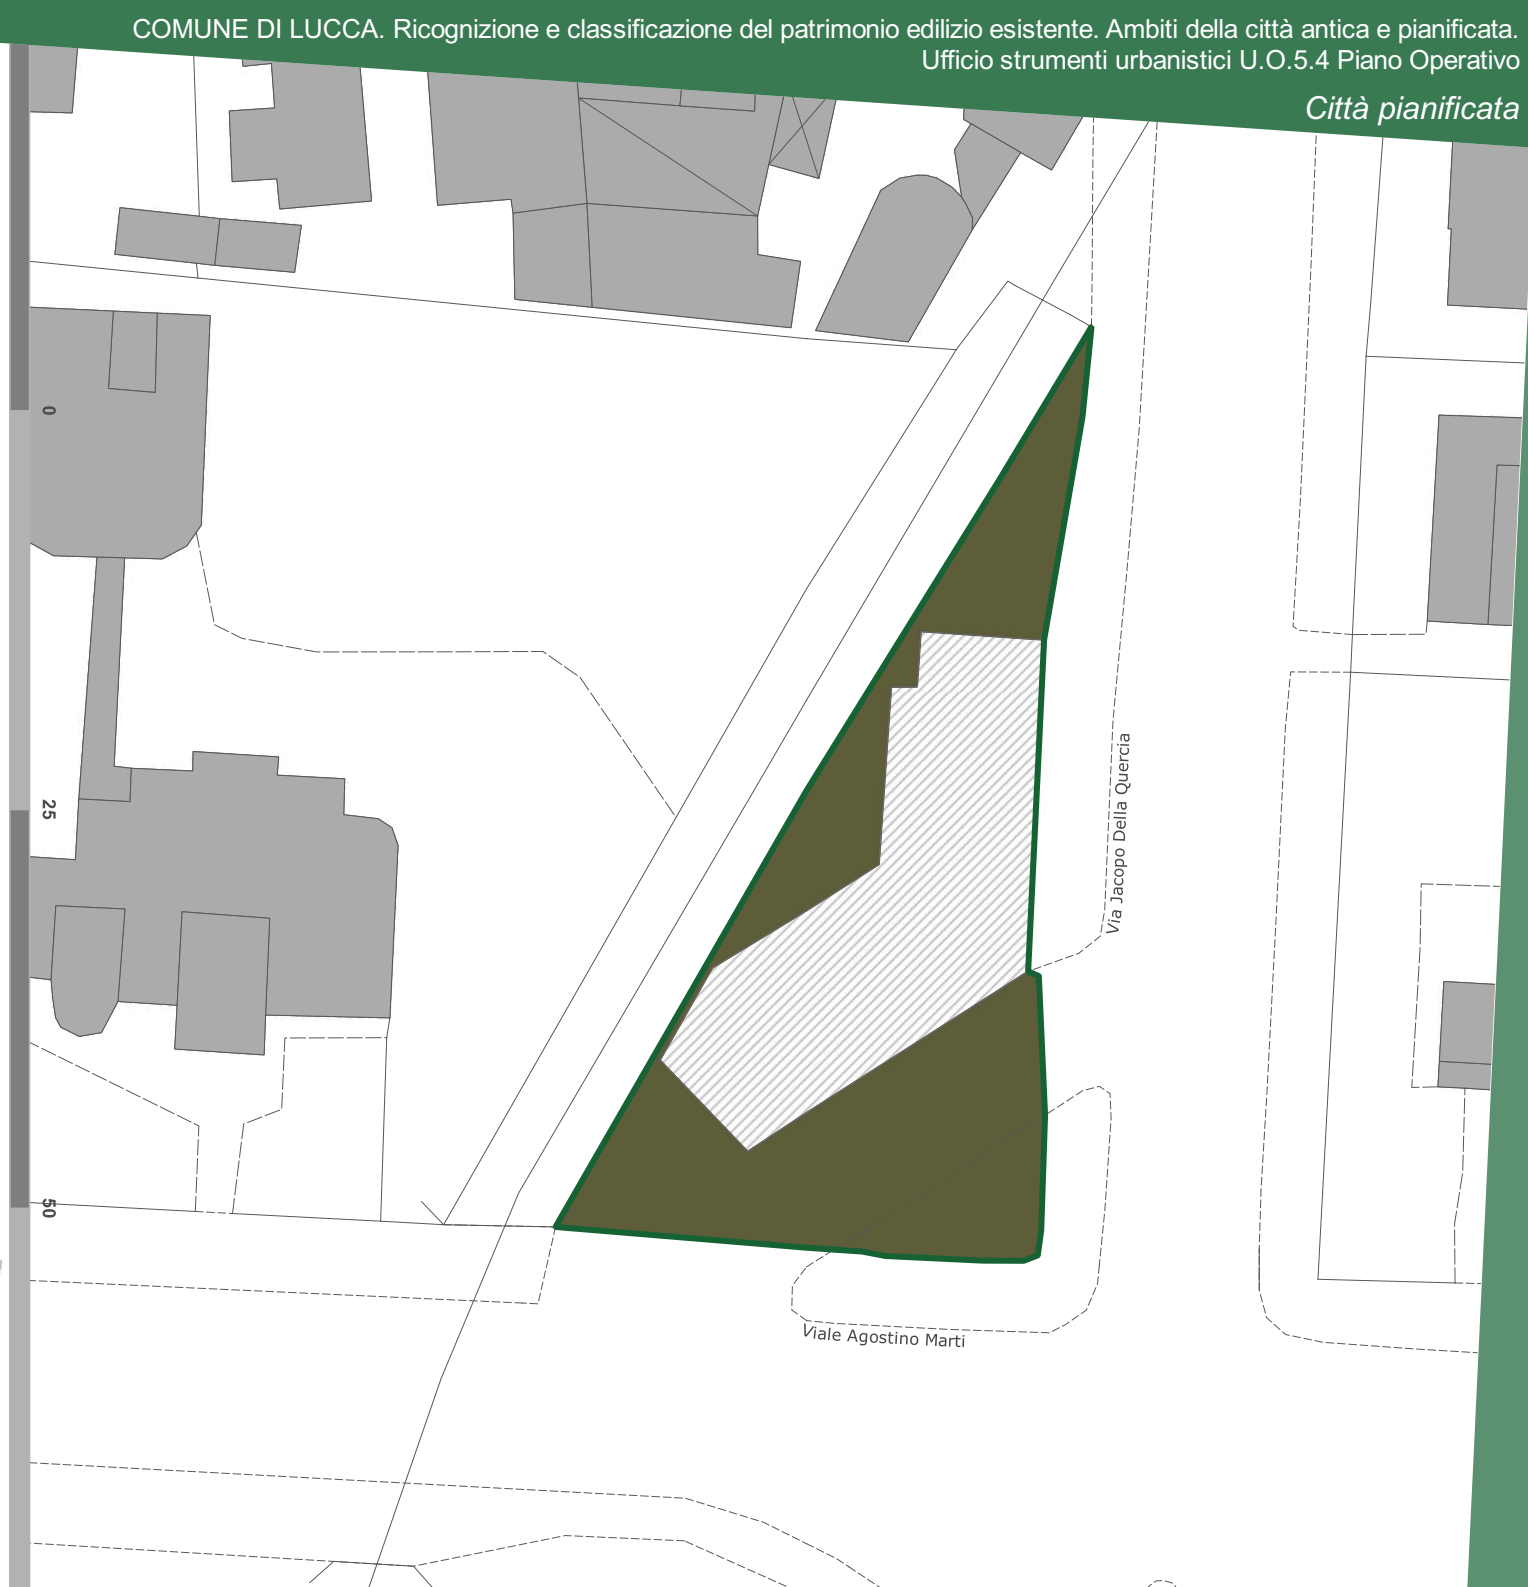 COMUNE DI LUCCA. Ricognizione e classificazione del patrimonio edilizio esistente. Ambiti della città antica e pianificata.
Ufficio strumenti urbanistici U.O.5.4 Piano Operativo
Città pianificata
0
25
50
Via Jacopo Della Quercia
Viale Agostino Marti